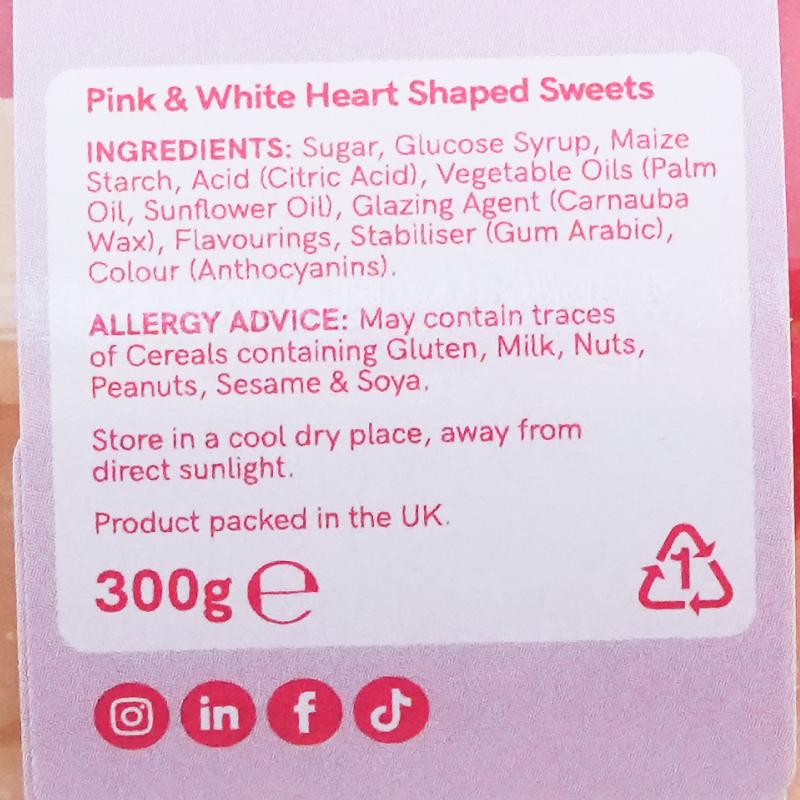 Pink & White Heart Shaped Sweets
INGREDIENTS: Sugar, Glucose Syrup, Maize
Starch, Acid (Citric Acid), Vegetable Oils (Palm
Oil, Sunflower Oil), Glazing Agent (Carnauba
Wax), Flavourings, Stabiliser (Gum Arabic),
Colour (Anthocyanins).
ALLERGY ADVICE: May contain traces
of Cereals containing Gluten, Milk, Nuts,
Peanuts, Sesame & Soya.
Store in a cool dry place, away from
direct sunlight.
Product packed in the UK.
300g ℮
1
in f